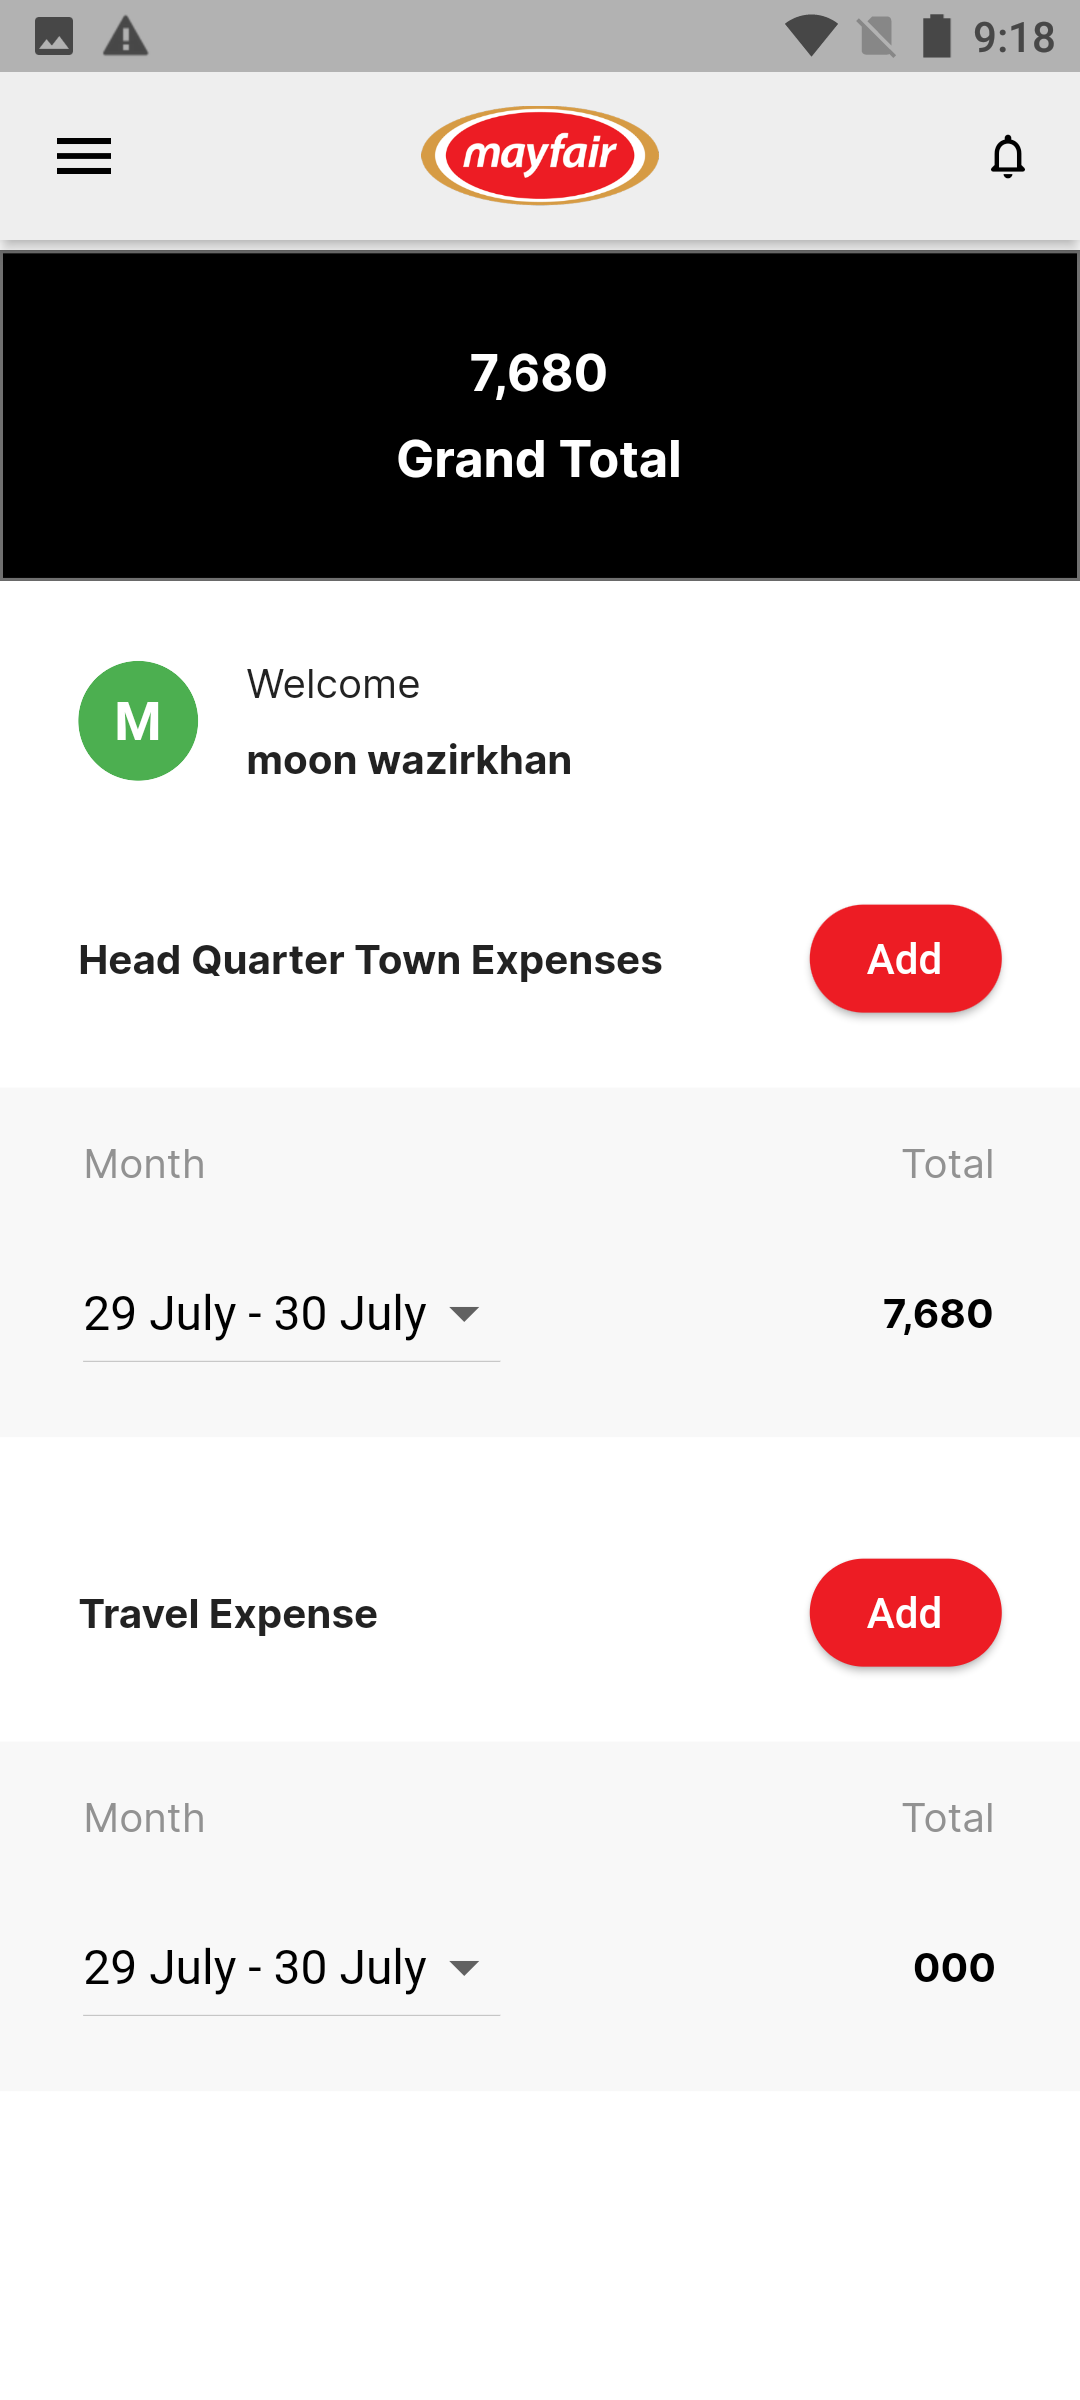 9:18
mayfair
7,680
Grand Total
M
Welcome
moon wazirkhan
Head Quarter Town Expenses
Add
Month
Total
29 July - 30 July
7,680
Travel Expense
Add
Month
Total
29 July - 30 July
000